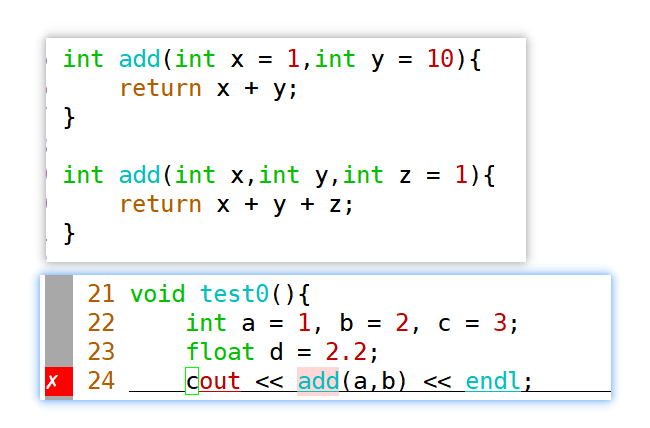 int add(int x = 1,int y = 10){
    return x + y;
}
int add(int x,int y,int z = 1){
    return x + y + z;
}
21 void test0(){
22     int a = 1, b = 2, c = 3;
23     float d = 2.2;
✗ 24     cout << add(a,b) << endl;